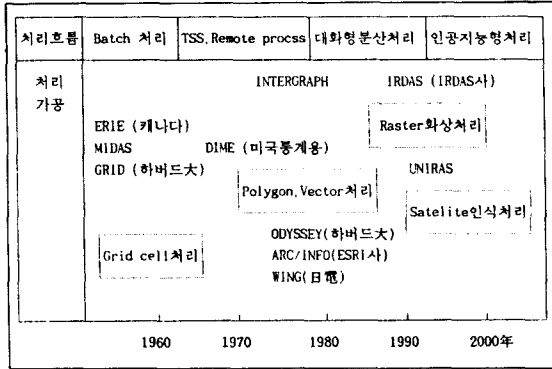 처리흐름 Batch 처리 TSS,Remote procss 대화형분산처리 인공지능형처리
처리 INTERGRAPH IRDAS (IRDAS사)
가공
Raster화상처리
ERIE (캐나다)
MIDAS DIME (미국통계용)
GRID (하버드大) UNIRAS
Polygon,Vector처리
Satelite인식처리
ODYSSEY(하버드大)
Grid cell처리 ARC/INFO(ESRI사)
WING(日電)
1960 1970 1980 1990 2000年